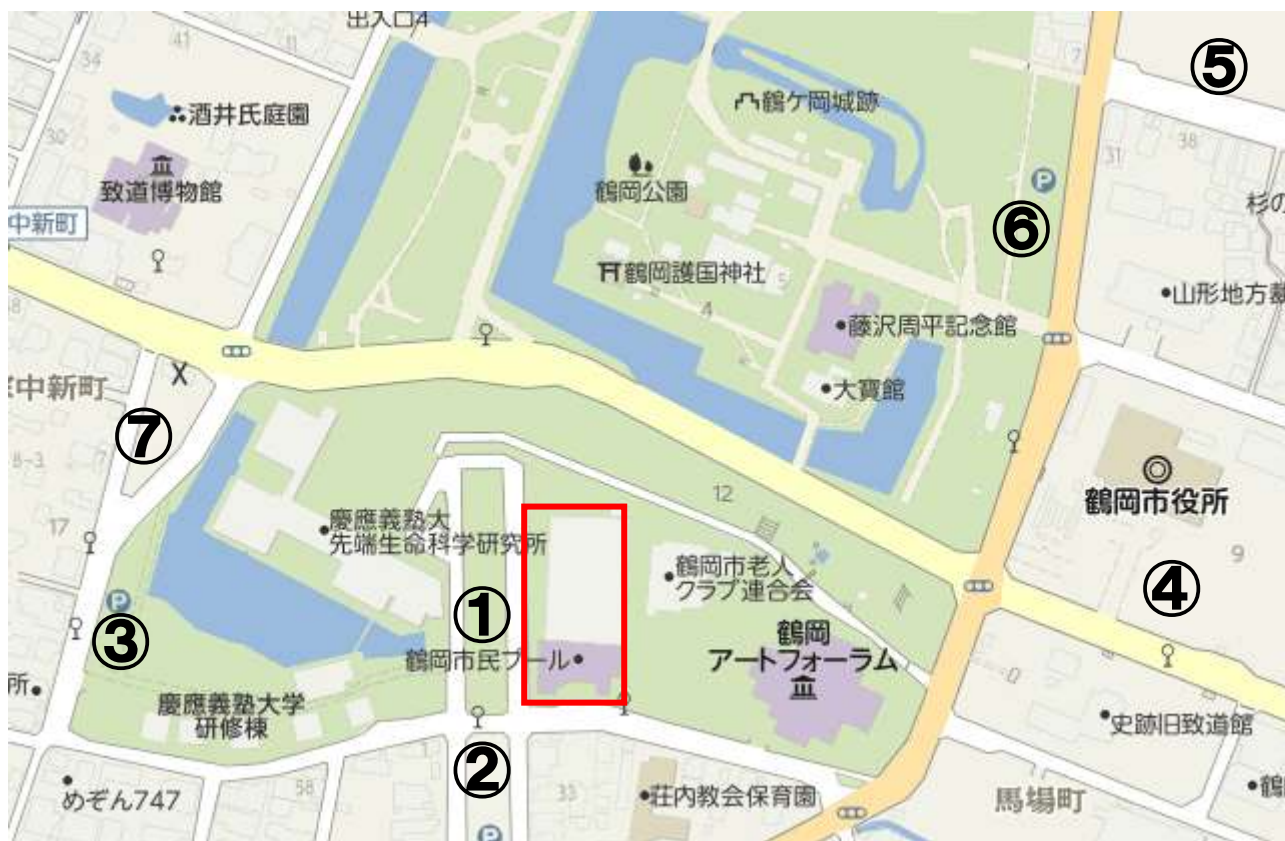 出入口4
41
11
34
酒井氏庭園
30
致道博物館
中新町
鶴ケ岡城跡
鶴岡公園
鶴岡護国神社
5
4
藤沢周平記念館
大寶館
7
⑤
38
31
P
⑥
杉の
山形地方
8
中新町
⑦
8-3
7
17
P
③
慶應義塾大
先端生命科学研究所
①
12
鶴岡市老人
クラブ連合会
鶴岡市民プール
鶴岡
アートフォーラム
鶴岡市役所
9
④
所
慶應義塾大学
研修棟
史跡旧致道館
②
めぞん747
58
33
荘内教会保育園
馬場町
鶴
P